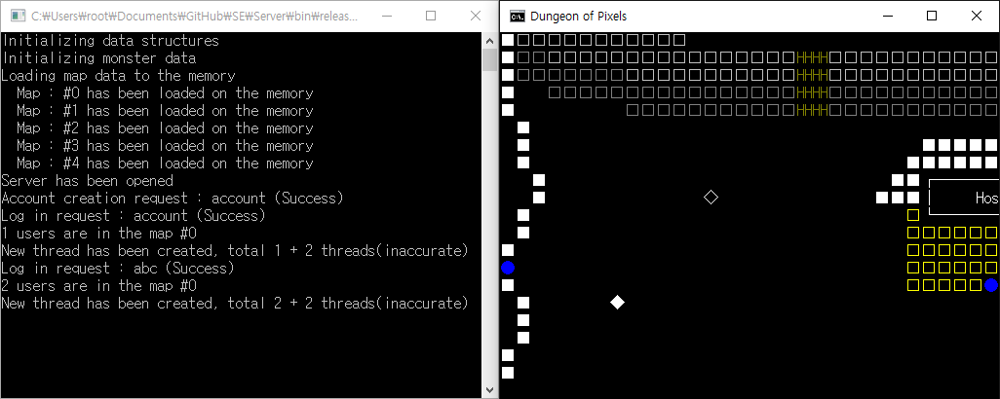 C:₩Users₩root₩Documents₩GitHub₩SE₩Server₩bin₩releas...
Initializing data structures
Initializing monster data
Loading map data to the memory
  Map : #0 has been loaded on the memory
  Map : #1 has been loaded on the memory
  Map : #2 has been loaded on the memory
  Map : #3 has been loaded on the memory
  Map : #4 has been loaded on the memory
Server has been opened
Account creation request : account (Success)
Log in request : account (Success)
1 users are in the map #0
New thread has been created, total 1 + 2 threads(inaccurate)
Log in request : abc (Success)
2 users are in the map #0
New thread has been created, total 2 + 2 threads(inaccurate)
Dungeon of Pixels
HHHH
HHHH
HHHH
HHHH
HHHH
Hos